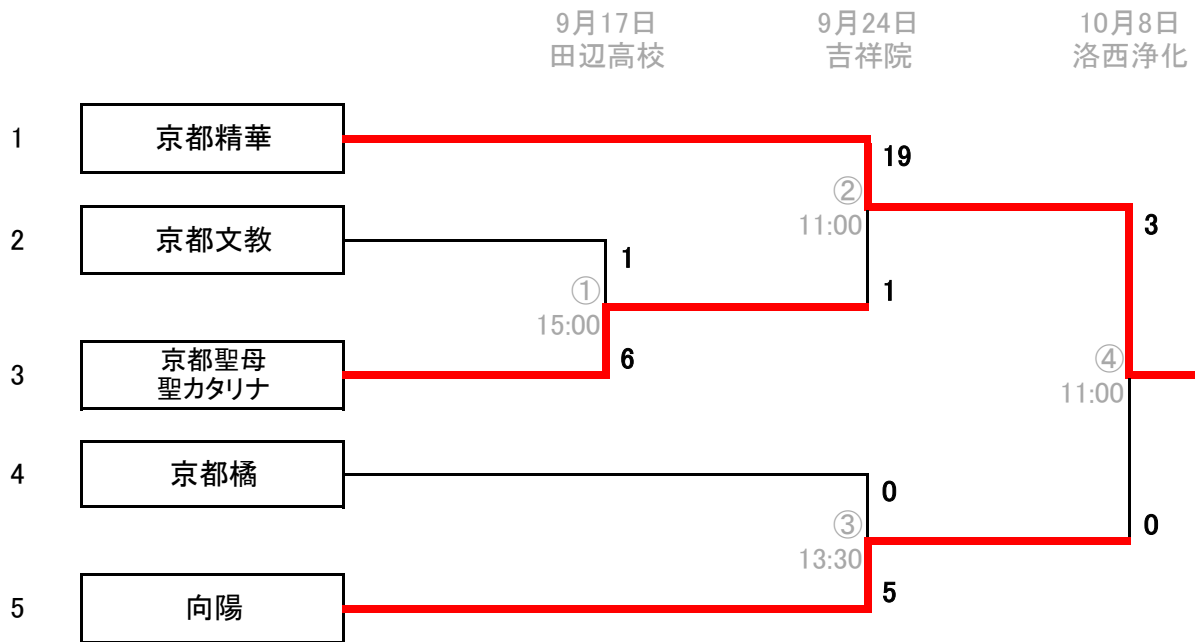 9月17日
田辺高校
9月24日
吉祥院
10月8日
洛西浄化
1
京都精華
19
②
11:00
3
2
京都文教
1
①
15:00
1
3
京都聖母
聖カタリナ
6
④
11:00
4
京都橘
0
③
13:30
0
5
向陽
5